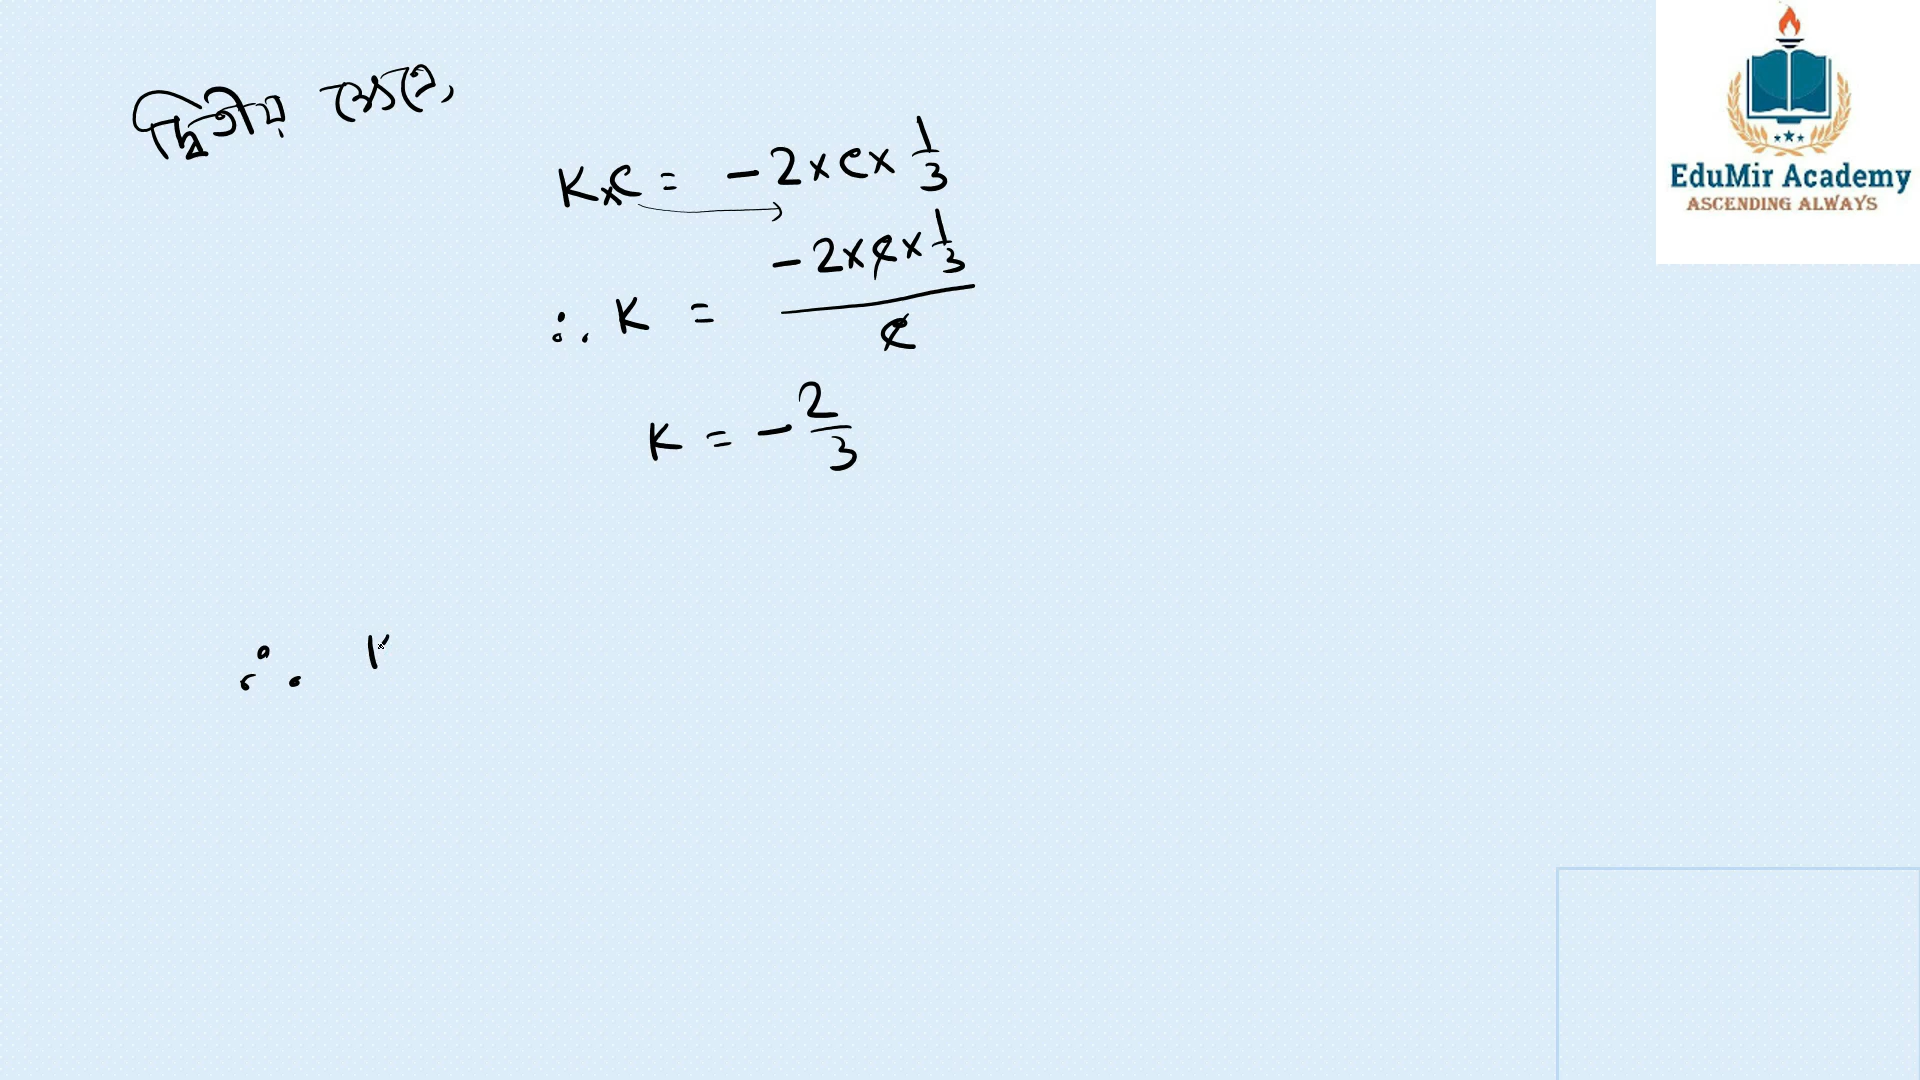 দ্বিতীয় ক্ষেত্রে,
K×c = -2×c×1/3
∴ K = (-2×c×1/3)/c
K = -2/3
∴ K
EduMir Academy
ASCENDING ALWAYS